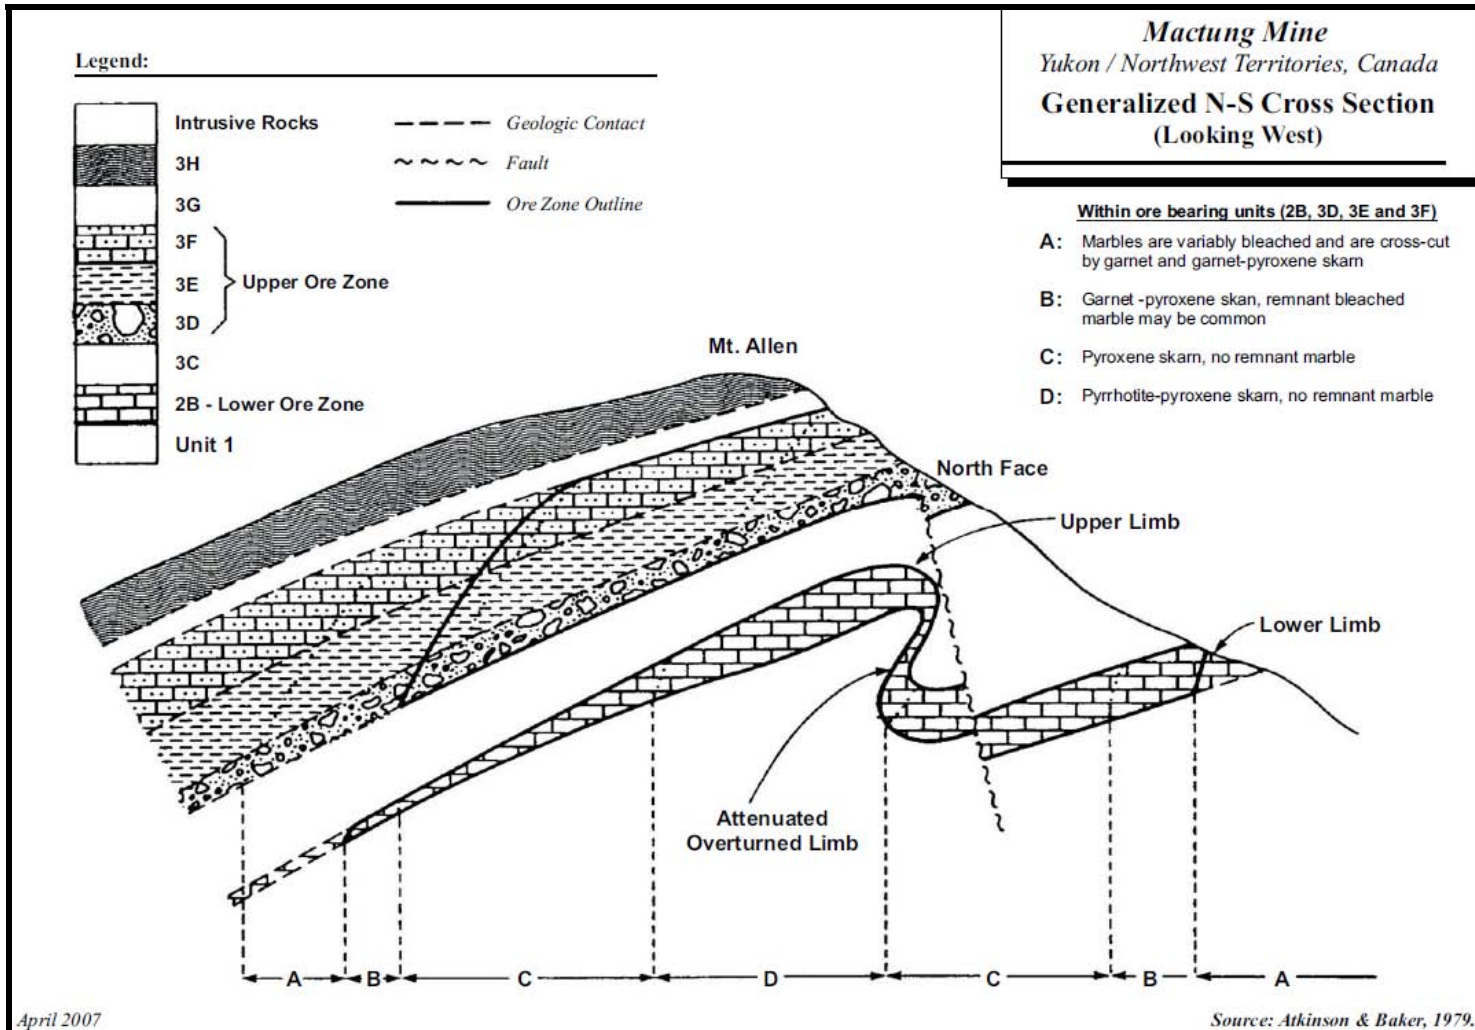 Mactung Mine
Yukon / Northwest Territories, Canada
Generalized N-S Cross Section
(Looking West)
Legend:
Intrusive Rocks
3H
3G
3F
3E
3D
Upper Ore Zone
3C
2B - Lower Ore Zone
Unit 1
Geologic Contact
Fault
Ore Zone Outline
Within ore bearing units (2B, 3D, 3E and 3F)
A: Marbles are variably bleached and are cross-cut
by garnet and garnet-pyroxene skarn
B: Garnet -pyroxene skan, remnant bleached
marble may be common
C: Pyroxene skarn, no remnant marble
D: Pyrrhotite-pyroxene skarn, no remnant marble
Mt. Allen
North Face
Upper Limb
Lower Limb
Attenuated
Overturned Limb
A B C D C B A
April 2007
Source: Atkinson & Baker, 1979.